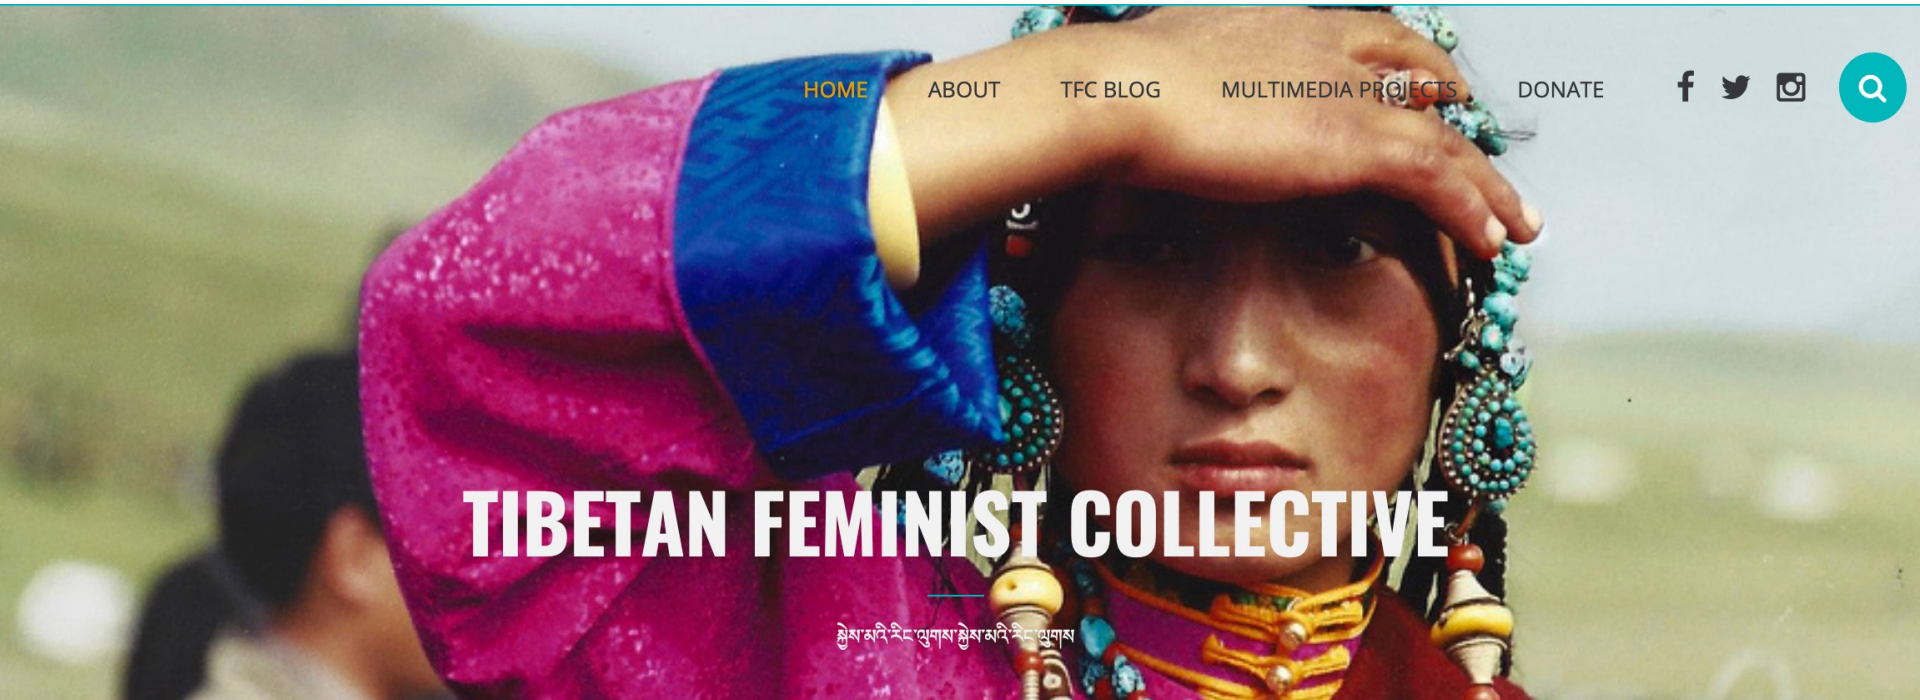 HOME ABOUT TFC BLOG MULTIMEDIA PROJECTS DONATE
TIBETAN FEMINIST COLLECTIVE
སྐྱེས་མའི་རིང་ལུགས་སྐྱེས་མའི་རིང་ལུགས